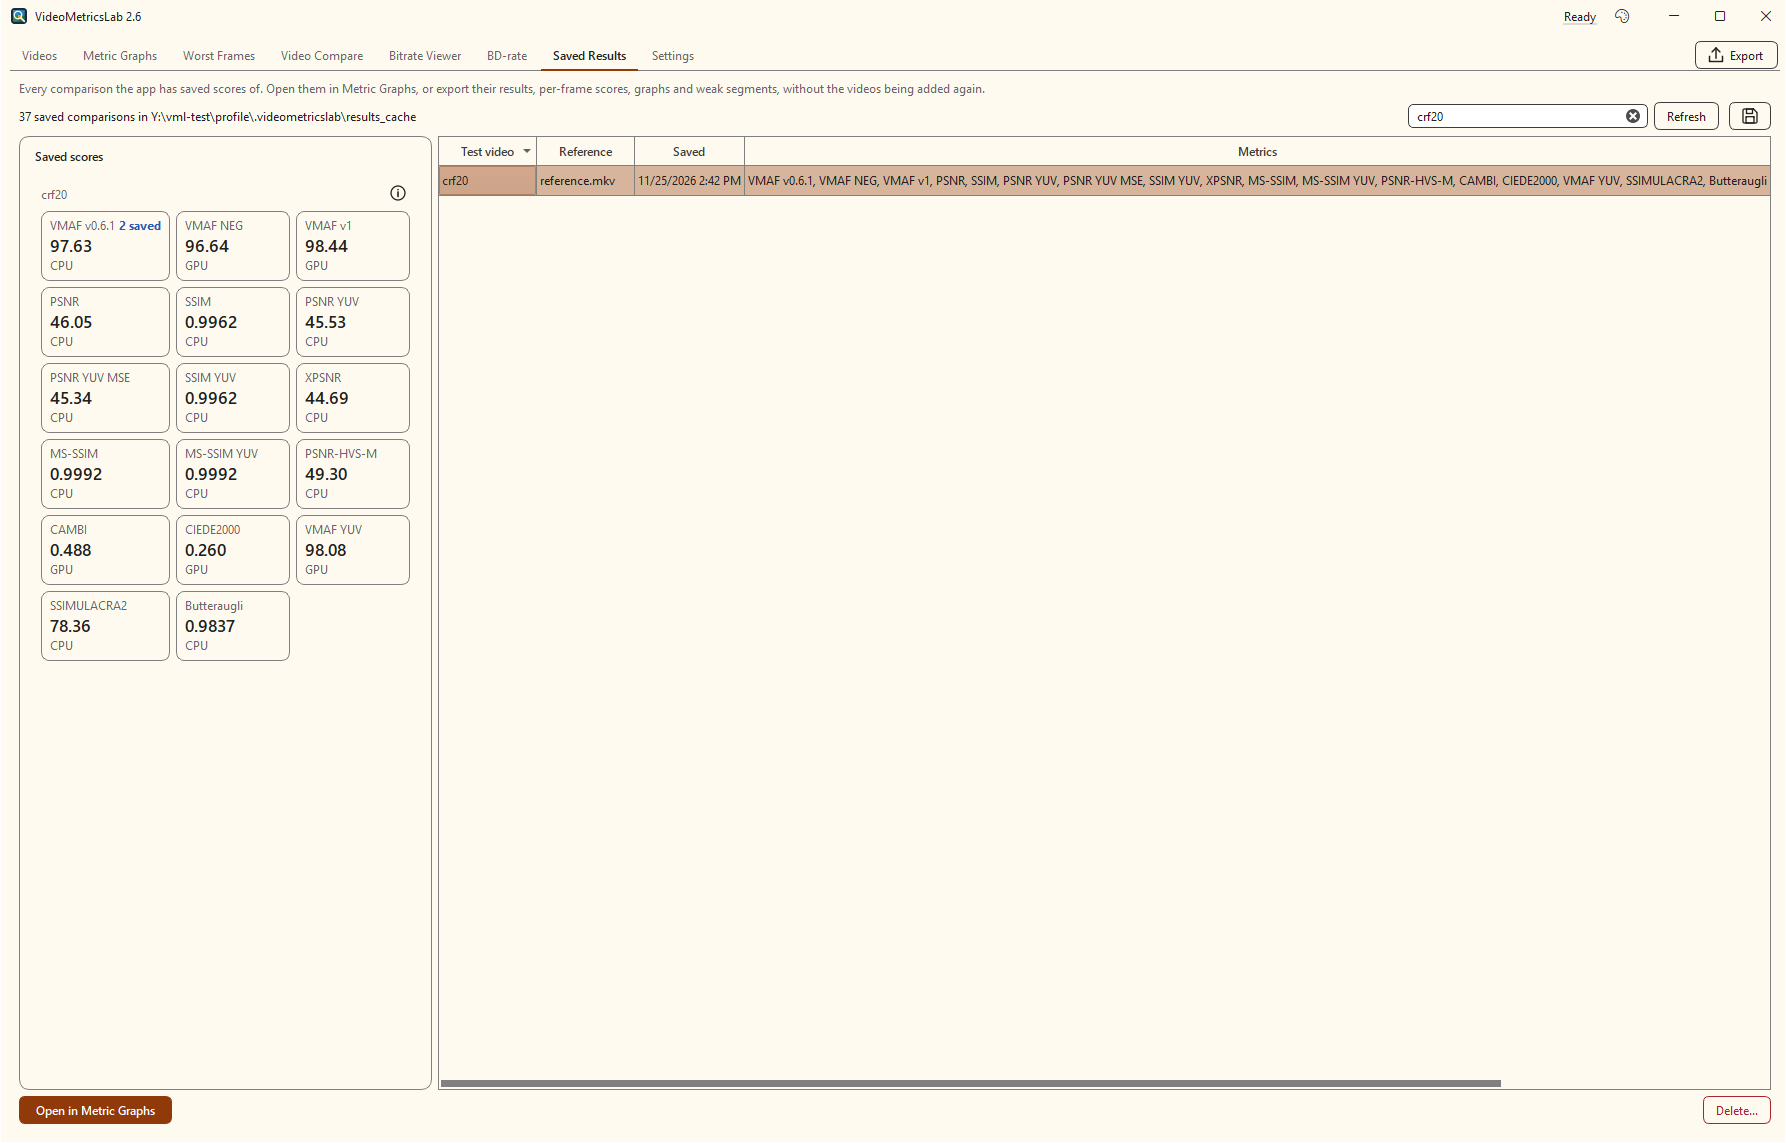 VideoMetricsLab 2.6
Ready
Videos
Metric Graphs
Worst Frames
Video Compare
Bitrate Viewer
BD-rate
Saved Results
Settings
Export
Every comparison the app has saved scores of. Open them in Metric Graphs, or export their results, per-frame scores, graphs and weak segments, without the videos being added again.
37 saved comparisons in Y:\vml-test\profile\.videometricslab\results_cache
crf20
Refresh
Saved scores
crf20
VMAF v0.6.1 2 saved
97.63
CPU
VMAF NEG
96.64
GPU
VMAF v1
98.44
GPU
PSNR
46.05
CPU
SSIM
0.9962
CPU
PSNR YUV
45.53
CPU
PSNR YUV MSE
45.34
CPU
SSIM YUV
0.9962
CPU
XPSNR
44.69
CPU
MS-SSIM
0.9992
CPU
MS-SSIM YUV
0.9992
CPU
PSNR-HVS-M
49.30
CPU
CAMBI
0.488
GPU
CIEDE2000
0.260
GPU
VMAF YUV
98.08
GPU
SSIMULACRA2
78.36
CPU
Butteraugli
0.9837
CPU
Test video
Reference
Saved
Metrics
crf20
reference.mkv
11/25/2026 2:42 PM
VMAF v0.6.1, VMAF NEG, VMAF v1, PSNR, SSIM, PSNR YUV, PSNR YUV MSE, SSIM YUV, XPSNR, MS-SSIM, MS-SSIM YUV, PSNR-HVS-M, CAMBI, CIEDE2000, VMAF YUV, SSIMULACRA2, Butteraugli
Open in Metric Graphs
Delete...